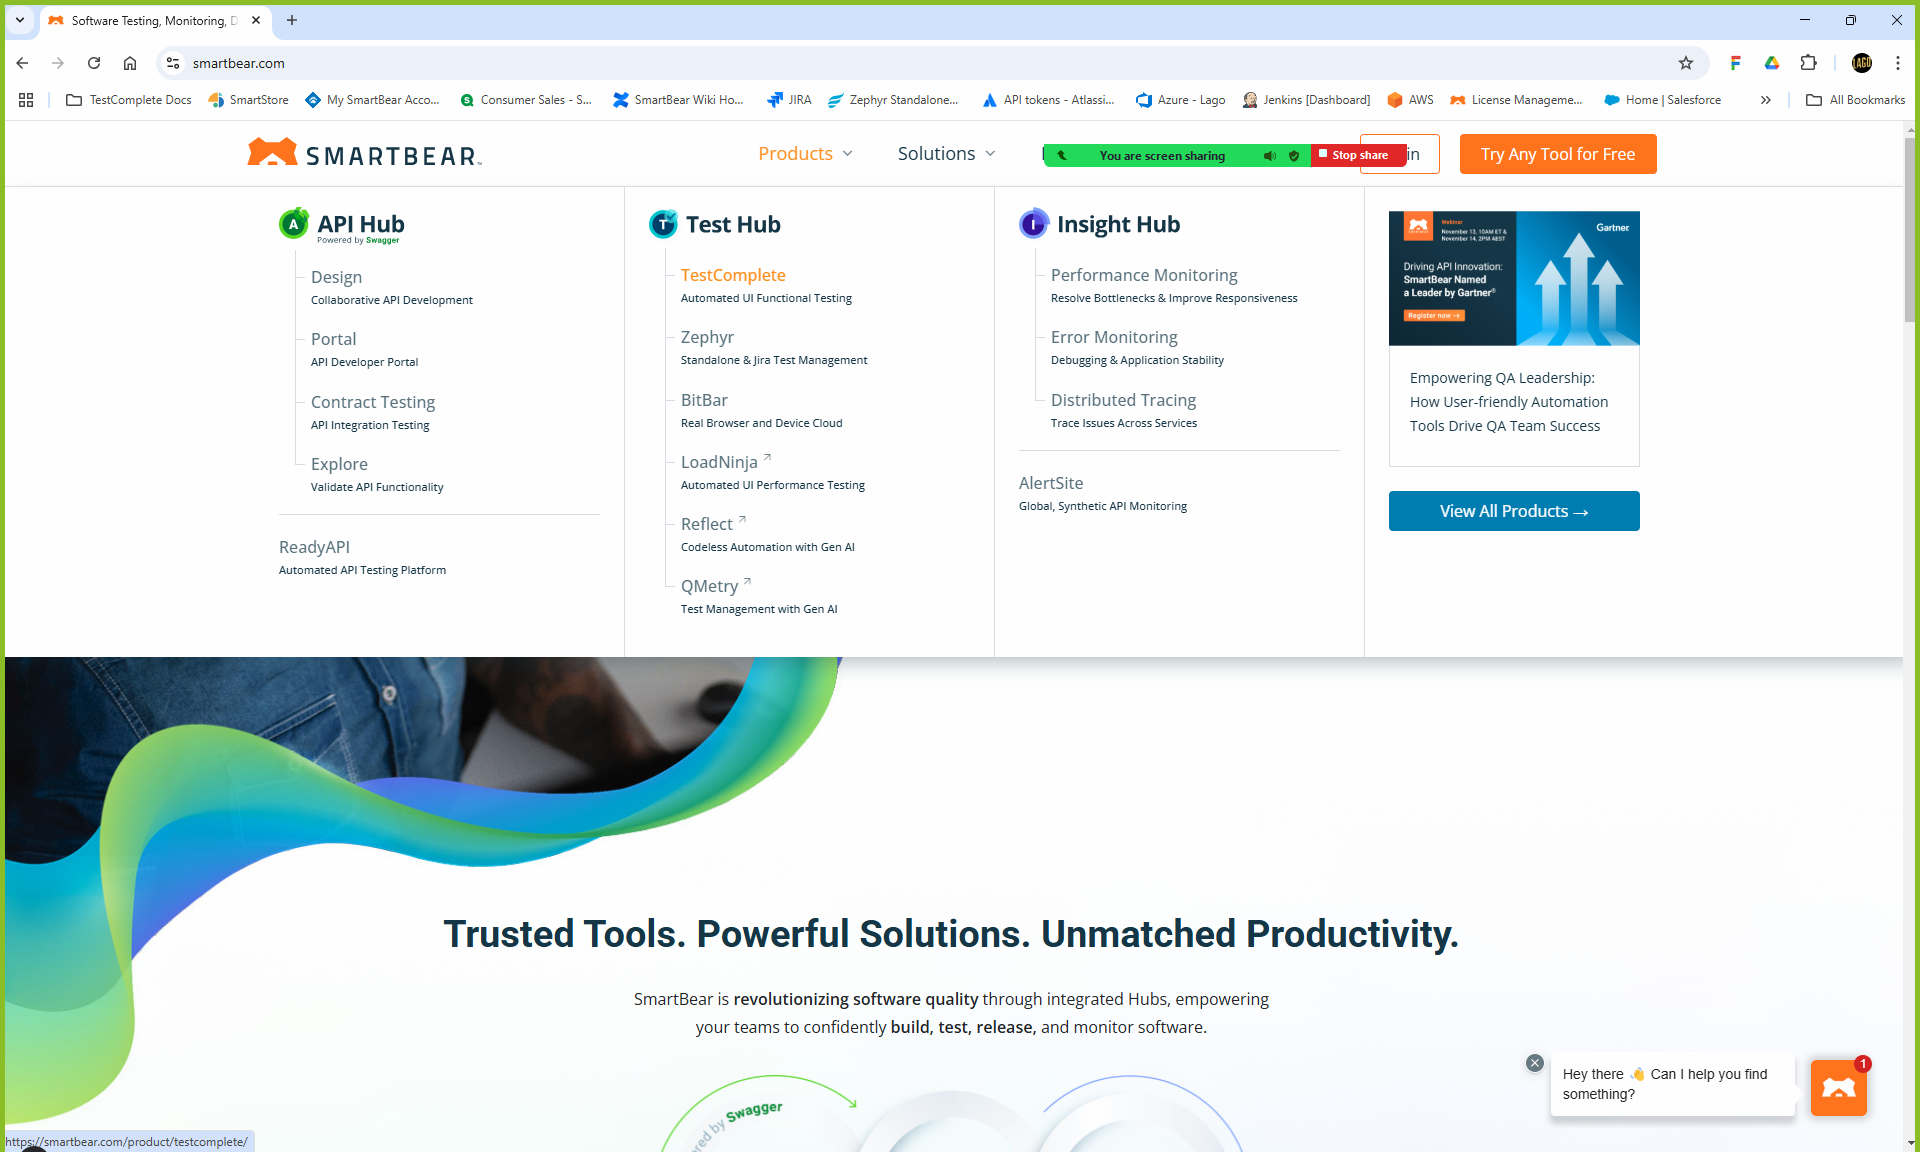 Software Testing, Monitoring, D
smartbear.com
TestComplete Docs
SmartStore
My SmartBear Acco...
Consumer Sales - S...
SmartBear Wiki Ho...
JIRA
Zephyr Standalone...
API tokens - Atlassi...
Azure - Lago
Jenkins [Dashboard]
AWS
License Manageme...
Home | Salesforce
All Bookmarks
SMARTBEAR
Products
Solutions
You are screen sharing
Stop share
in
Try Any Tool for Free
A
API Hub
Powered by Swagger
Design
Collaborative API Development
Portal
API Developer Portal
Contract Testing
API Integration Testing
Explore
Validate API Functionality
ReadyAPI
Automated API Testing Platform
T
Test Hub
TestComplete
Automated UI Functional Testing
Zephyr
Standalone & Jira Test Management
BitBar
Real Browser and Device Cloud
LoadNinja
Automated UI Performance Testing
Reflect
Codeless Automation with Gen AI
QMetry
Test Management with Gen AI
I
Insight Hub
Performance Monitoring
Resolve Bottlenecks & Improve Responsiveness
Error Monitoring
Debugging & Application Stability
Distributed Tracing
Trace Issues Across Services
AlertSite
Global, Synthetic API Monitoring
Webinar
November 13, 10AM ET &
November 14, 2PM AEST
Gartner
Driving API Innovation:
SmartBear Named
a Leader by Gartner®
Register now →
Empowering QA Leadership:
How User-friendly Automation
Tools Drive QA Team Success
View All Products →
Trusted Tools. Powerful Solutions. Unmatched Productivity.
SmartBear is revolutionizing software quality through integrated Hubs, empowering
your teams to confidently build, test, release, and monitor software.
ered by Swagger
Hey there 👋 Can I help you find
something?
1
https://smartbear.com/product/testcomplete/